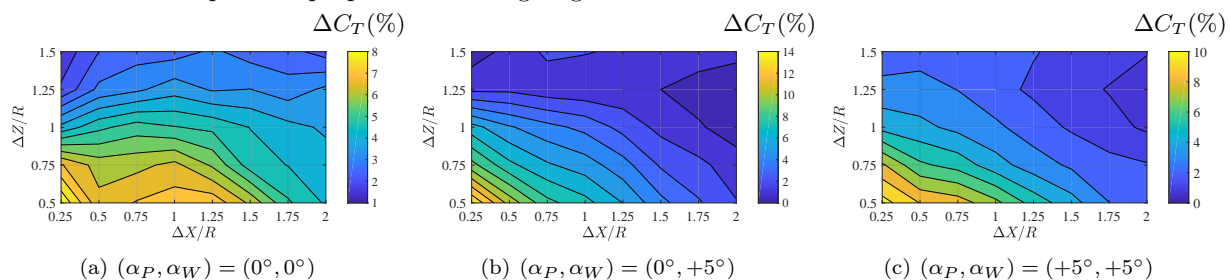 ΔC_T(%) ΔC_T(%) ΔC_T(%)
1.5 1.25 1 0.75 0.5
ΔZ/R
0.25 0.5 0.75 1 1.25 1.5 1.75 2
ΔX/R
8 7 6 5 4 3 2 1
1.5 1.25 1 0.75 0.5
ΔZ/R
0.25 0.5 0.75 1 1.25 1.5 1.75 2
ΔX/R
14 12 10 8 6 4 2 0
1.5 1.25 1 0.75 0.5
ΔZ/R
0.25 0.5 0.75 1 1.25 1.5 1.75 2
ΔX/R
10 8 6 4 2 0
(a) (α_P, α_W) = (0°, 0°)
(b) (α_P, α_W) = (0°, +5°)
(c) (α_P, α_W) = (+5°, +5°)